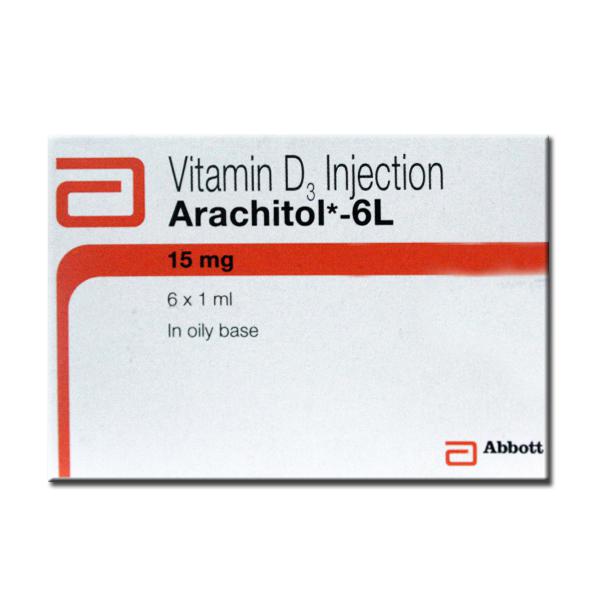 Vitamin D₃ Injection
Arachitol*-6L
15 mg
6 x 1 ml
In oily base
Abbott